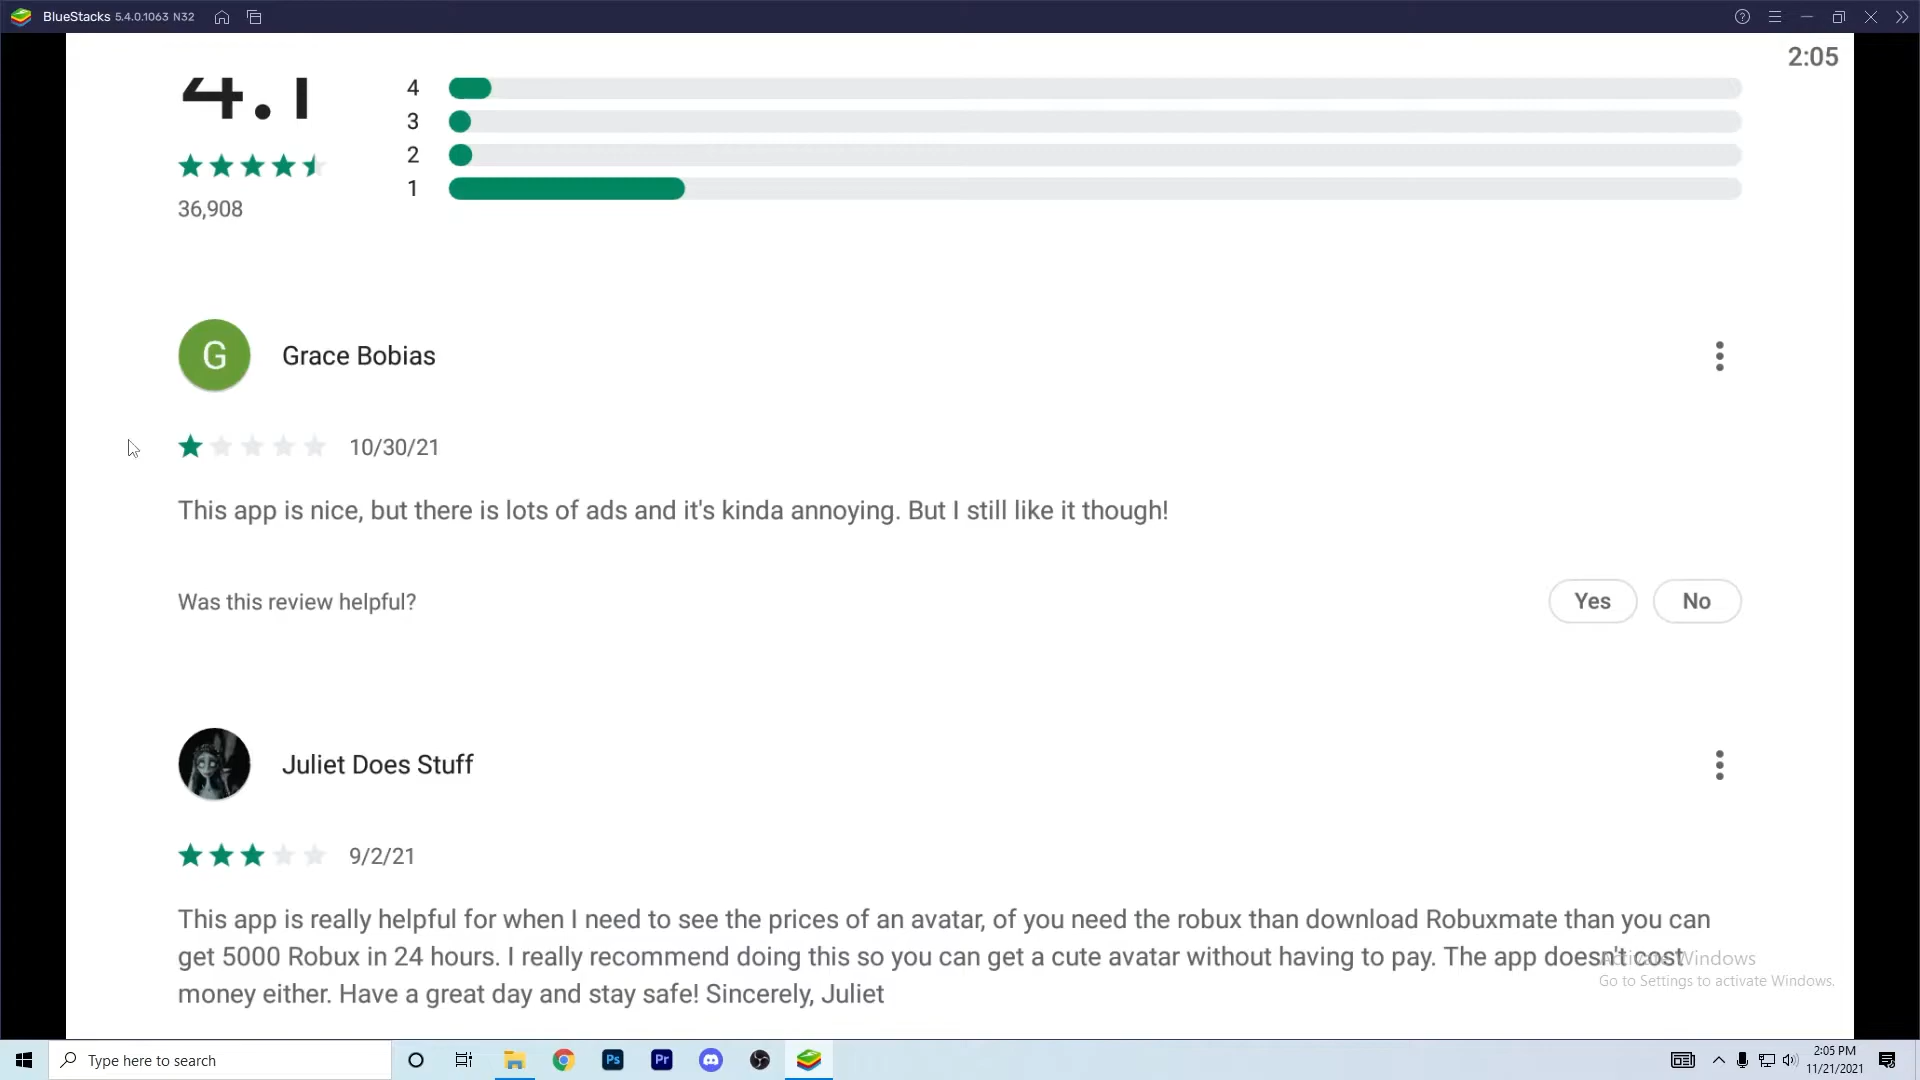 BlueStacks 5.4.0.1063 N32
2:05
4.1
4
3
2
1
36,908
G
Grace Bobias
10/30/21
This app is nice, but there is lots of ads and it's kinda annoying. But I still like it though!
Was this review helpful?
Yes
No
Juliet Does Stuff
9/2/21
This app is really helpful for when I need to see the prices of an avatar, of you need the robux than download Robuxmate than you can
get 5000 Robux in 24 hours. I really recommend doing this so you can get a cute avatar without having to pay. The app doesn't cost
money either. Have a great day and stay safe! Sincerely, Juliet
Activate Windows
Go to Settings to activate Windows.
Type here to search
Ps
Pr
2:05 PM
11/21/2021